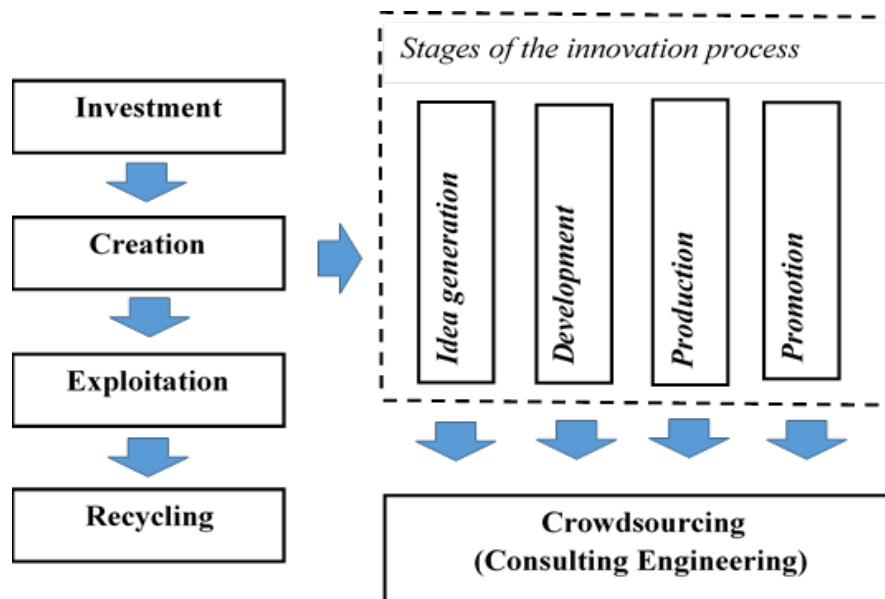 Stages of the innovation process
Investment
Creation
Exploitation
Recycling
Idea generation
Development
Production
Promotion
Crowdsourcing
(Consulting Engineering)